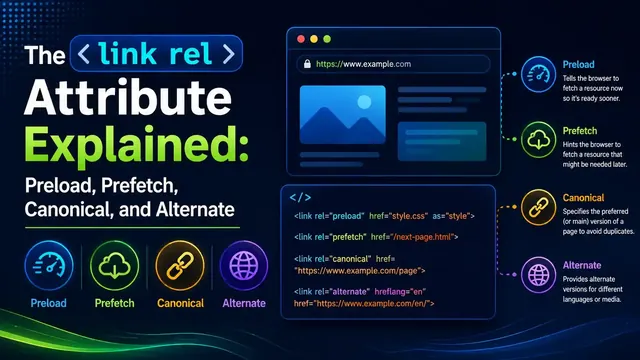 The < link rel >
Attribute
Explained:
Preload, Prefetch,
Canonical, and Alternate
Preload
Prefetch
Canonical
Alternate
https://www.example.com
</>
<link rel="preload" href="style.css" as="style">
<link rel="prefetch" href="/next-page.html">
<link rel="canonical" href=
"https://www.example.com/page">
<link rel="alternate" hreflang="en"
href="https://www.example.com/en/">
Preload
Tells the browser to
fetch a resource now
so it's ready sooner.
Prefetch
Hints the browser to
fetch a resource that
might be needed later.
Canonical
Specifies the preferred
(or main) version of a
page to avoid duplicates.
Alternate
Provides alternate
versions for different
languages or media.